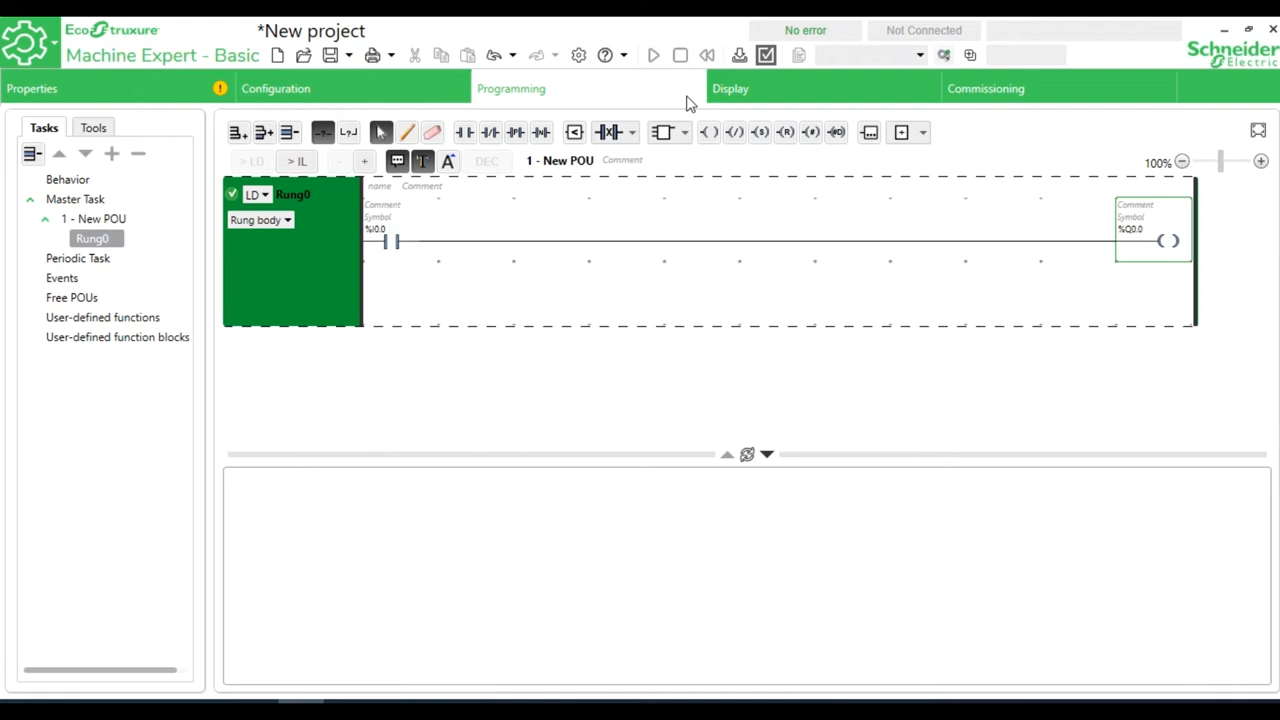 EcoStruxure
Machine Expert - Basic
*New project
No error
Not Connected
Schneider
Electric
Properties
Configuration
Programming
Display
Commissioning
Tasks
Tools
Behavior
Master Task
1 - New POU
Rung0
Periodic Task
Events
Free POUs
User-defined functions
User-defined function blocks
> LD
> IL
-
+
DEC
1 - New POU
Comment
100%
LD
Rung0
name
Comment
Rung body
Comment
Symbol
%I0.0
Comment
Symbol
%Q0.0